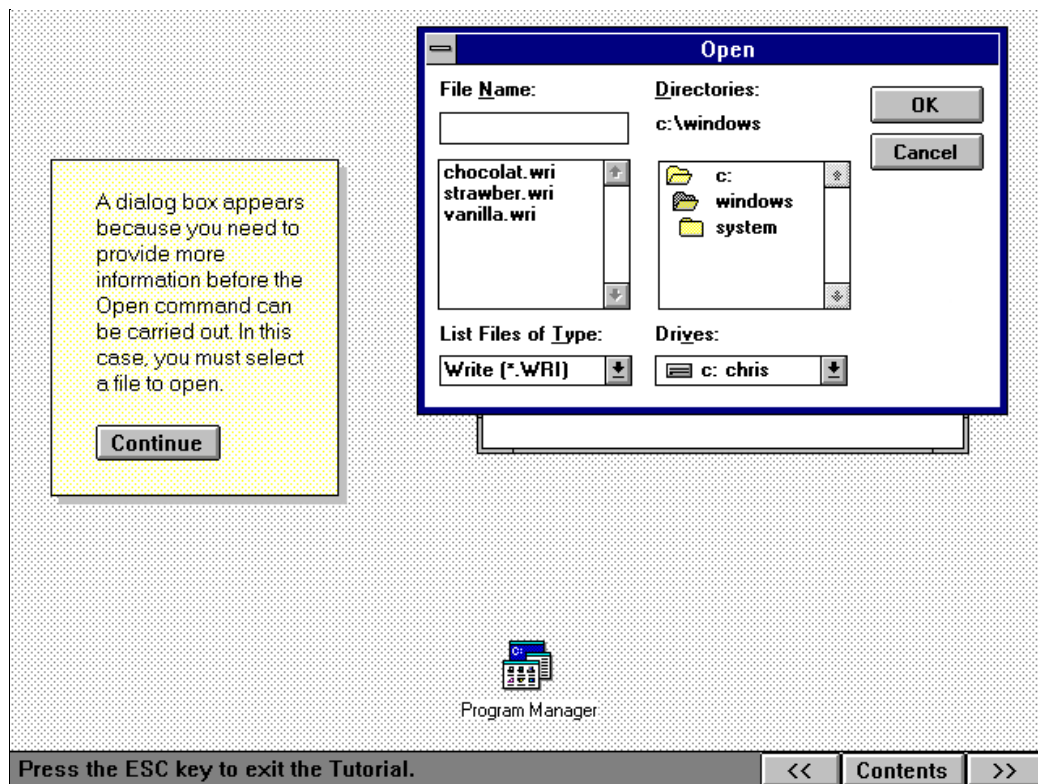 Open
File Name:
Directories:
OK
c:\windows
Cancel
chocolat.wri
strawber.wri
vanilla.wri
c:
windows
system
List Files of Type:
Drives:
Write (*.WRI)
c: chris
A dialog box appears
because you need to
provide more
information before the
Open command can
be carried out. In this
case, you must select
a file to open.
Continue
C:
Program Manager
Press the ESC key to exit the Tutorial.
<<
Contents
>>